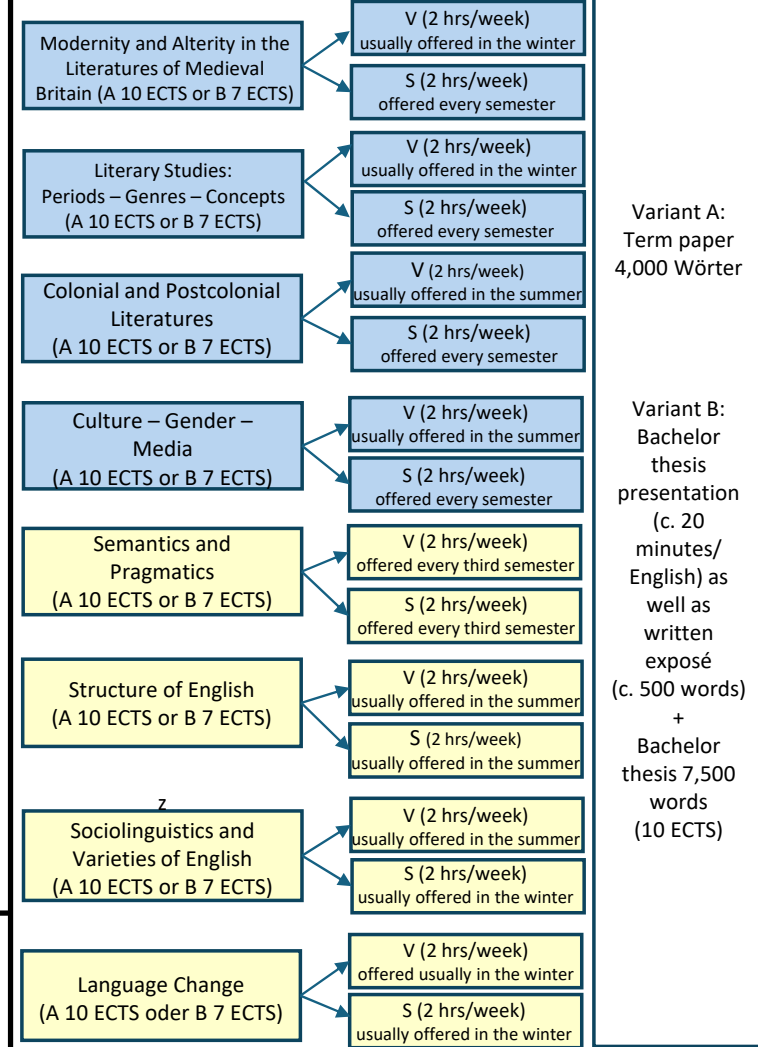 Modernity and Alterity in the
Literatures of Medieval
Britain (A 10 ECTS or B 7 ECTS)
V (2 hrs/week)
usually offered in the winter
S (2 hrs/week)
offered every semester
Literary Studies:
Periods – Genres – Concepts
(A 10 ECTS or B 7 ECTS)
V (2 hrs/week)
usually offered in the winter
S (2 hrs/week)
offered every semester
Colonial and Postcolonial
Literatures
(A 10 ECTS or B 7 ECTS)
V (2 hrs/week)
usually offered in the summer
S (2 hrs/week)
offered every semester
Culture – Gender –
Media
(A 10 ECTS or B 7 ECTS)
V (2 hrs/week)
usually offered in the summer
S (2 hrs/week)
offered every semester
Semantics and
Pragmatics
(A 10 ECTS or B 7 ECTS)
V (2 hrs/week)
offered every third semester
S (2 hrs/week)
offered every third semester
Structure of English
(A 10 ECTS or B 7 ECTS)
V (2 hrs/week)
usually offered in the summer
S (2 hrs/week)
usually offered in the summer
z
Sociolinguistics and
Varieties of English
(A 10 ECTS or B 7 ECTS)
V (2 hrs/week)
usually offered in the summer
S (2 hrs/week)
usually offered in the winter
Language Change
(A 10 ECTS oder B 7 ECTS)
V (2 hrs/week)
offered usually in the winter
S (2 hrs/week)
usually offered in the winter
Variant A:
Term paper
4,000 Wörter
Variant B:
Bachelor
thesis
presentation
(c. 20
minutes/
English) as
well as
written
exposé
(c. 500 words)
+
Bachelor
thesis 7,500
words
(10 ECTS)